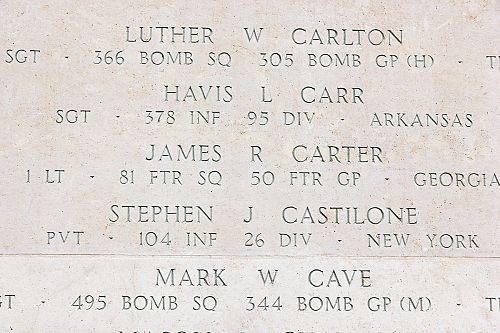 LUTHER W CARLTON
SGT · 366 BOMB SQ 305 BOMB GP (H) ·
HAVIS L CARR
SGT · 378 INF 95 DIV · ARKANSAS
JAMES R CARTER
1 LT · 81 FTR SQ 50 FTR GP · GEORGIA
STEPHEN J CASTILONE
PVT · 104 INF 26 DIV · NEW YORK
MARK W CAVE
· 495 BOMB SQ 344 BOMB GP (M) ·